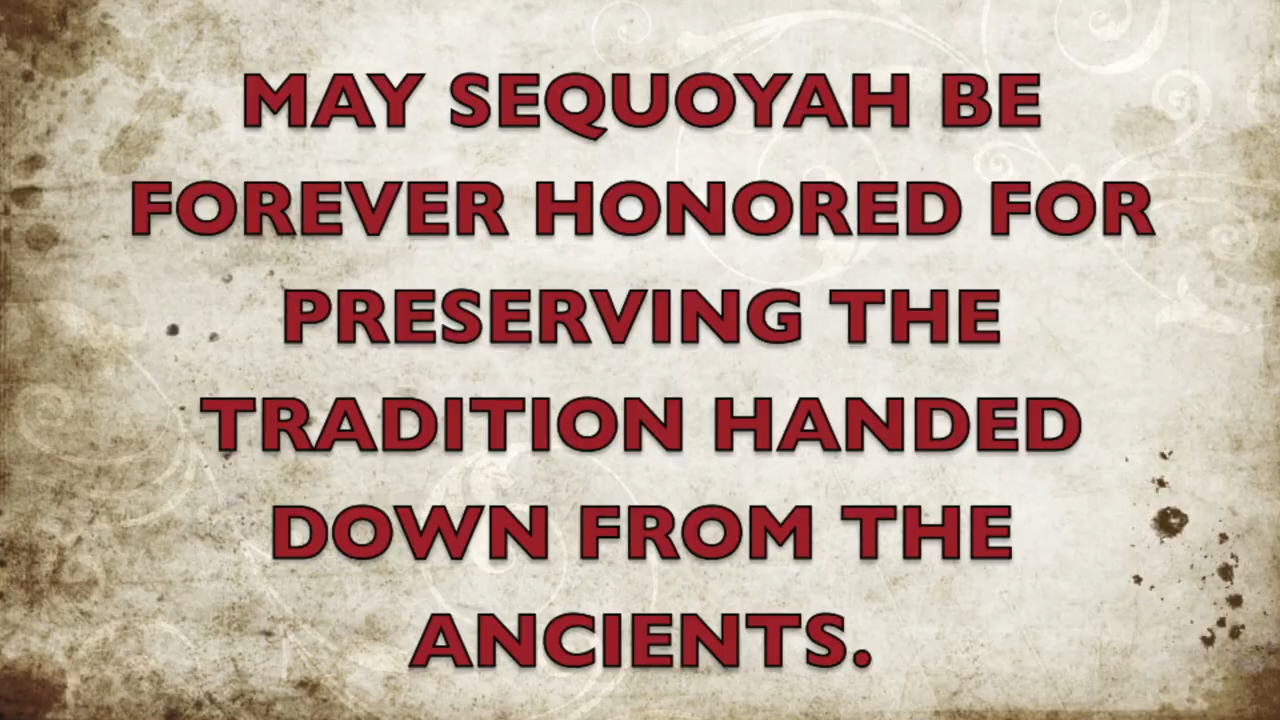 MAY SEQUOYAH BE
FOREVER HONORED FOR
PRESERVING THE
TRADITION HANDED
DOWN FROM THE
ANCIENTS.